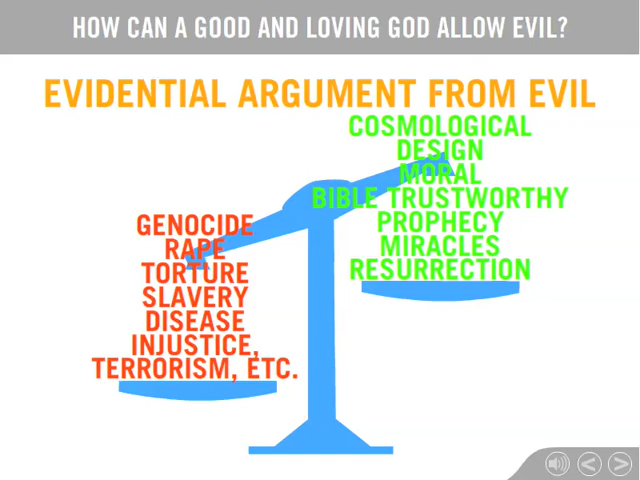 HOW CAN A GOOD AND LOVING GOD ALLOW EVIL?
EVIDENTIAL ARGUMENT FROM EVIL
COSMOLOGICAL
DESIGN
MORAL
BIBLE TRUSTWORTHY
PROPHECY
MIRACLES
RESURRECTION
GENOCIDE
RAPE
TORTURE
SLAVERY
DISEASE
INJUSTICE,
TERRORISM, ETC.